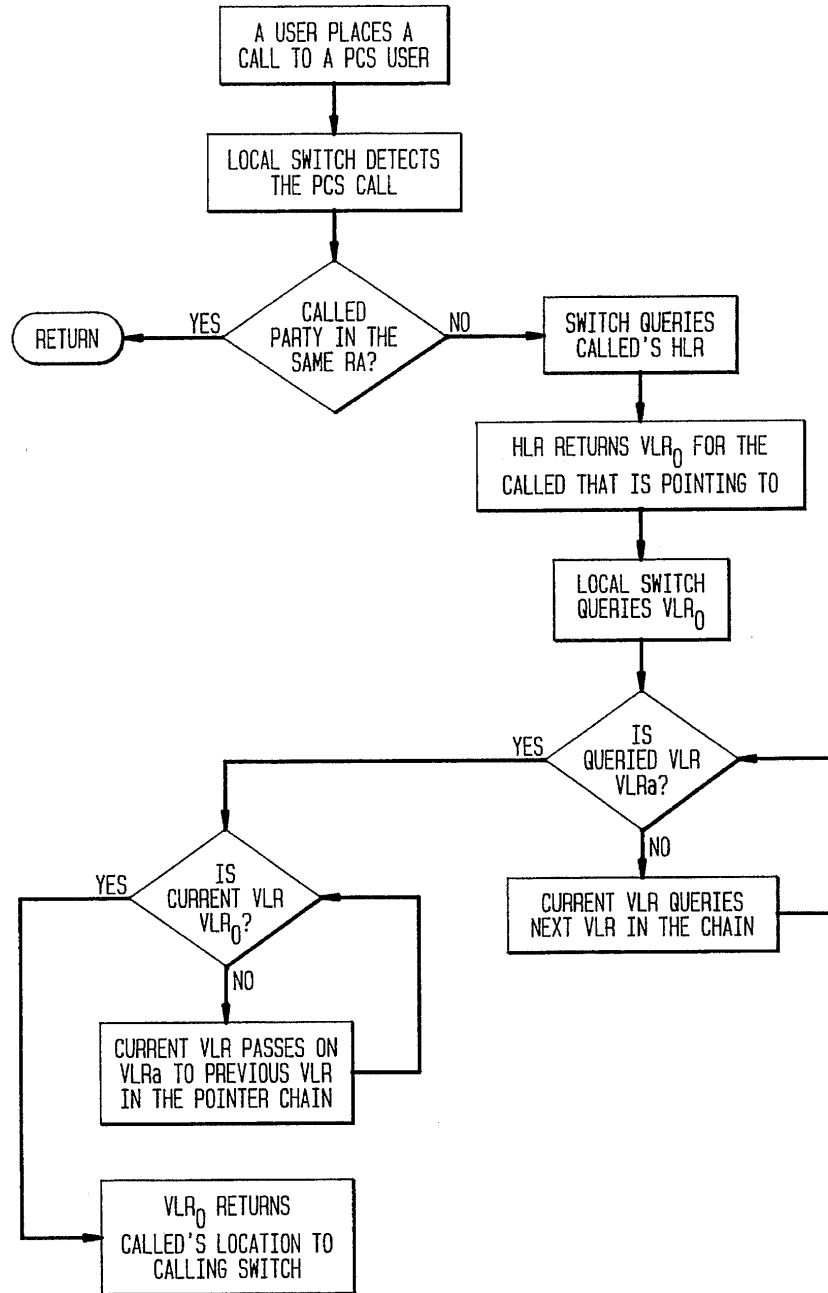 A USER PLACES A
CALL TO A PCS USER
LOCAL SWITCH DETECTS
THE PCS CALL
CALLED
PARTY IN THE
SAME RA?
YES
NO
RETURN
SWITCH QUERIES
CALLED'S HLR
HLR RETURNS VLR0 FOR THE
CALLED THAT IS POINTING TO
LOCAL SWITCH
QUERIES VLR0
IS
QUERIED VLR
VLRa?
YES
NO
CURRENT VLR QUERIES
NEXT VLR IN THE CHAIN
IS
CURRENT VLR
VLR0?
YES
NO
CURRENT VLR PASSES ON
VLRa TO PREVIOUS VLR
IN THE POINTER CHAIN
VLR0 RETURNS
CALLED'S LOCATION TO
CALLING SWITCH